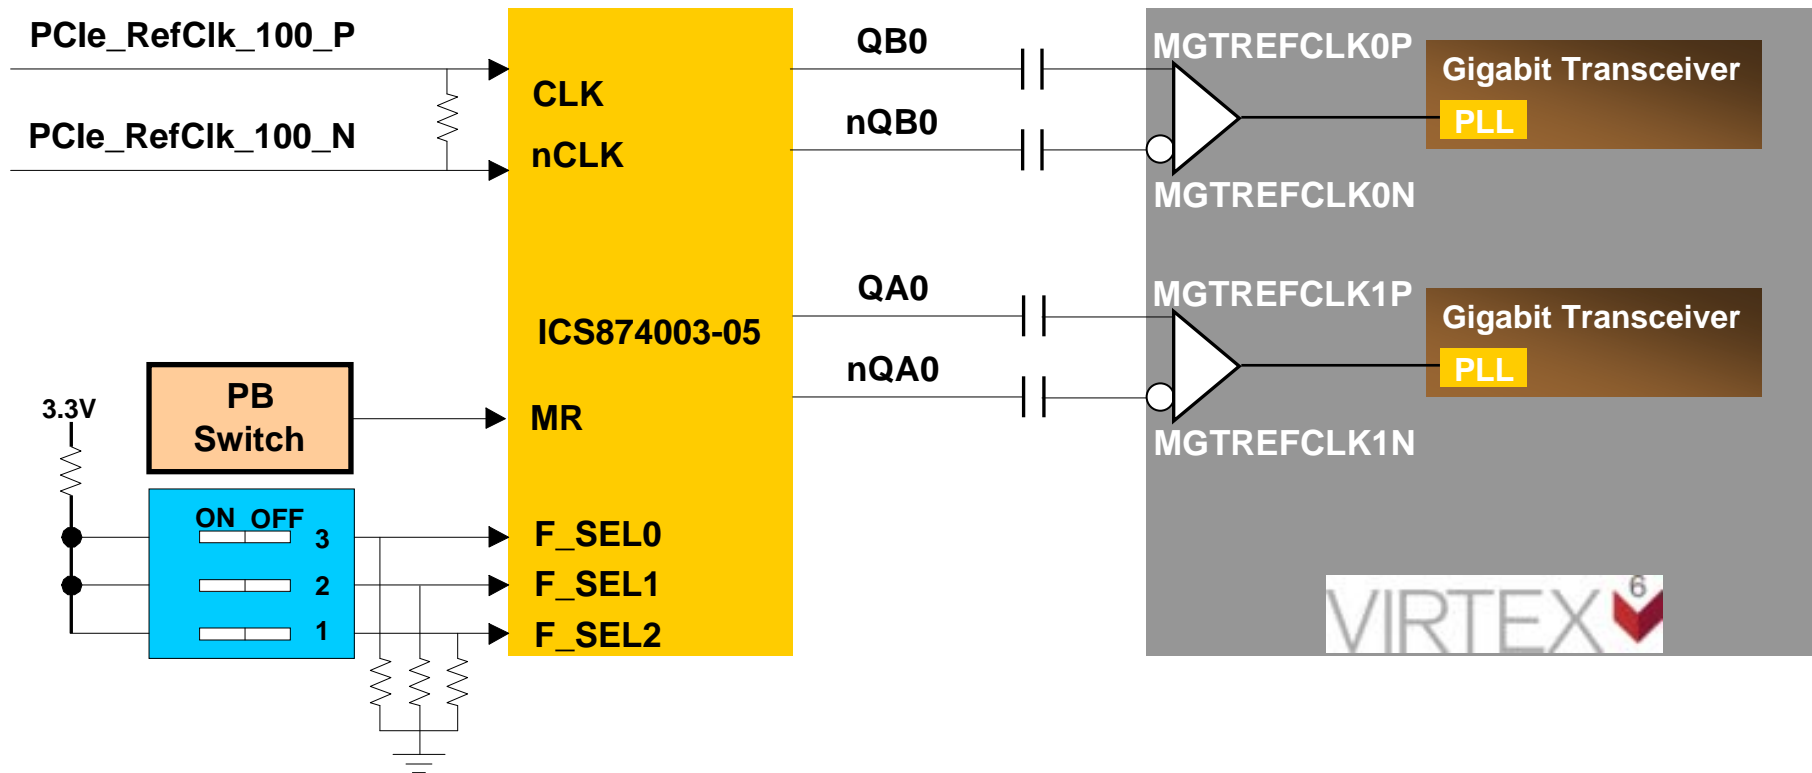 PCIe_RefClk_100_P
PCIe_RefClk_100_N
CLK
nCLK
ICS874003-05
MR
F_SEL0
F_SEL1
F_SEL2
3.3V
PB
Switch
ON OFF
3
2
1
QB0
nQB0
QA0
nQA0
MGTREFCLK0P
MGTREFCLK0N
MGTREFCLK1P
MGTREFCLK1N
Gigabit Transceiver
PLL
Gigabit Transceiver
PLL
VIRTEX 6